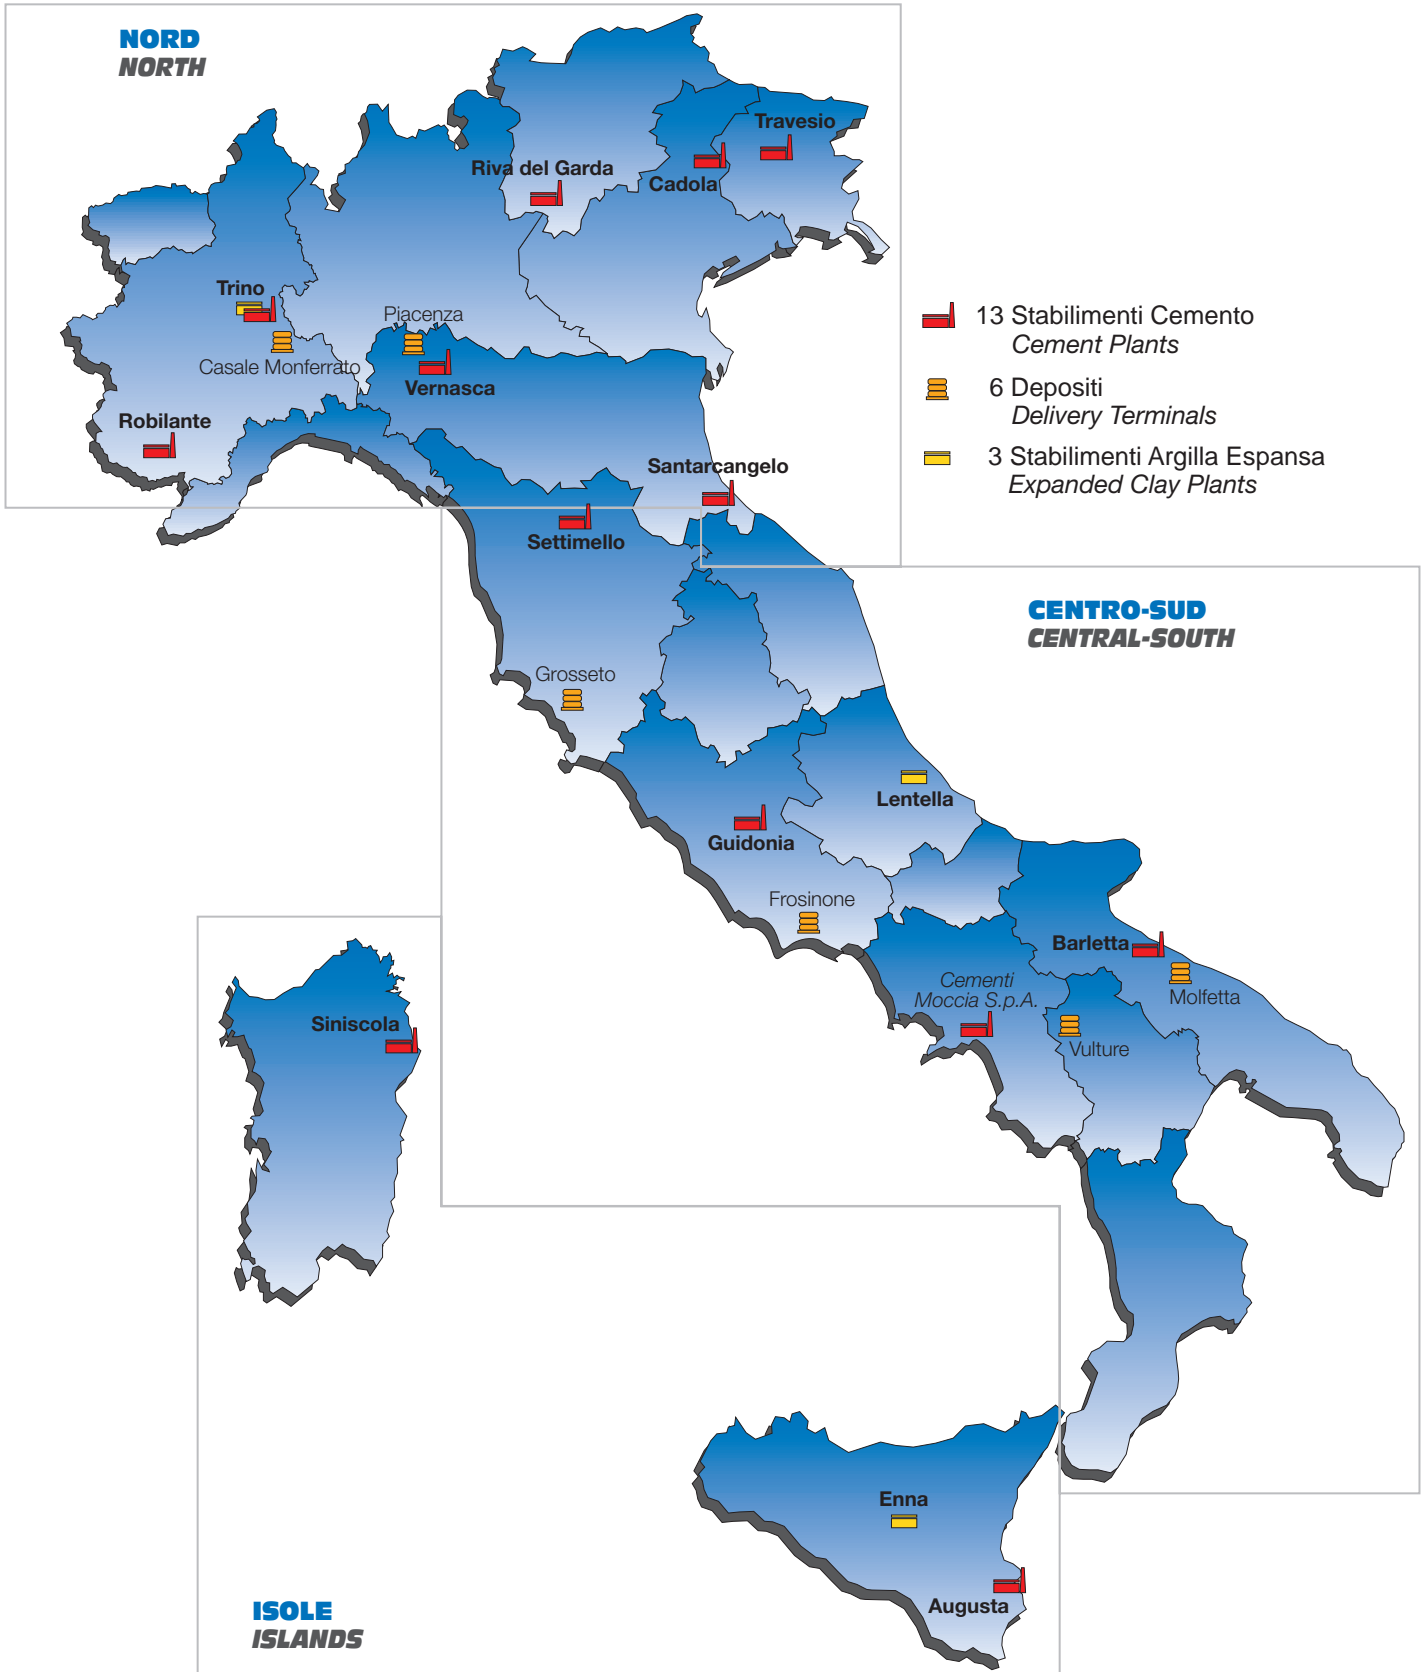 NORD
NORTH
Travesio
Riva del Garda
Cadola
Trino
Piacenza
Casale Monferrato
Vernasca
Robilante
Santarcangelo
Settimello
13 Stabilimenti Cemento
Cement Plants
6 Depositi
Delivery Terminals
3 Stabilimenti Argilla Espansa
Expanded Clay Plants
CENTRO-SUD
CENTRAL-SOUTH
Grosseto
Lentella
Guidonia
Frosinone
Barletta
Cementi
Moccia S.p.A.
Molfetta
Vulture
Siniscola
Enna
Augusta
ISOLE
ISLANDS